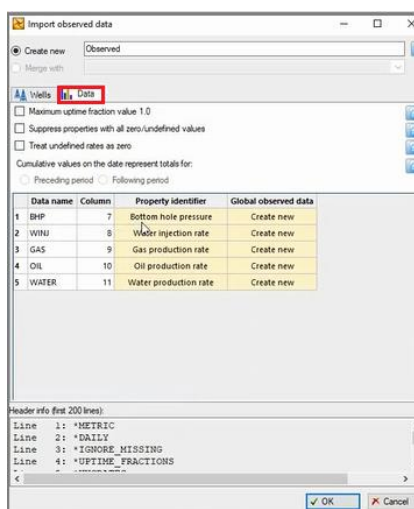 Import observed data
Create new Observed
Merge with
Wells Data
Maximum uptime fraction value 1.0
Suppress properties with all zero/undefined values
Treat undefined rates as zero
Cumulative values on the date represent totals for:
Preceding period Following period
Data name Column Property identifier Global observed data
1 BHP 7 Bottom hole pressure Create new
2 WINJ 8 Water injection rate Create new
3 GAS 9 Gas production rate Create new
4 OIL 10 Oil production rate Create new
5 WATER 11 Water production rate Create new
Header info (first 200 lines):
Line 1: *METRIC
Line 2: *DAILY
Line 3: *IGNORE_MISSING
Line 4: *UPTIME_FRACTIONS
OK Cancel